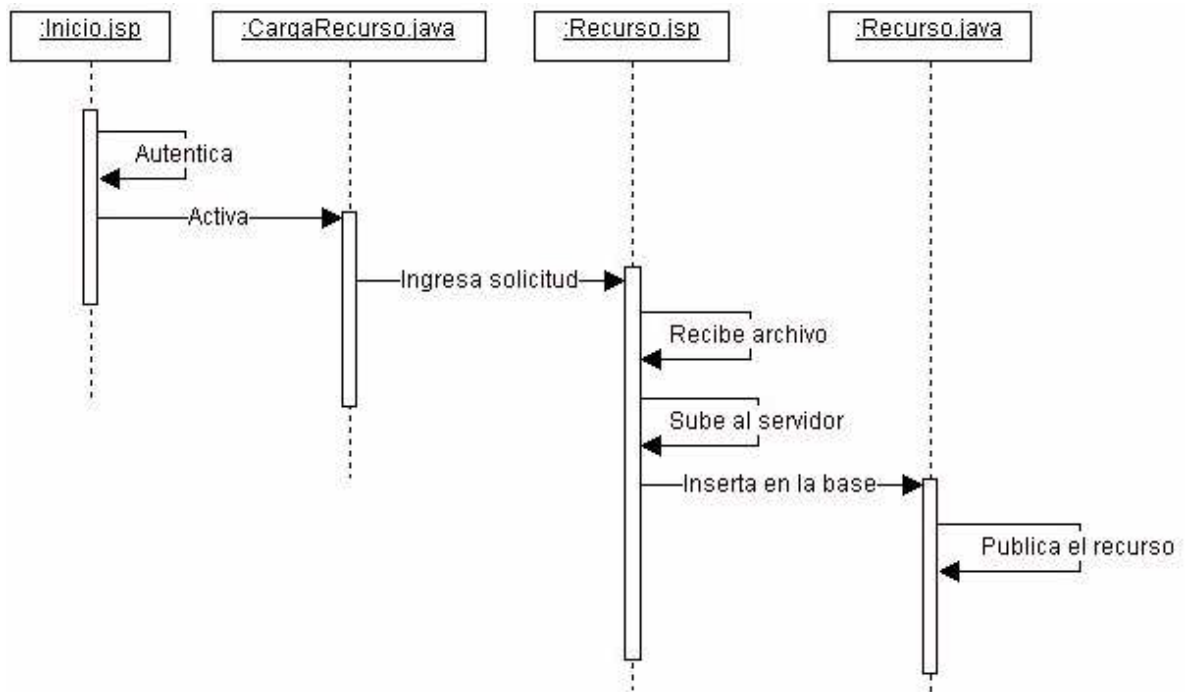 :Inicio.jsp
:CargaRecurso.java
:Recurso.jsp
:Recurso.java
Autentica
Activa
Ingresa solicitud
Recibe archivo
Sube al servidor
Inserta en la base
Publica el recurso